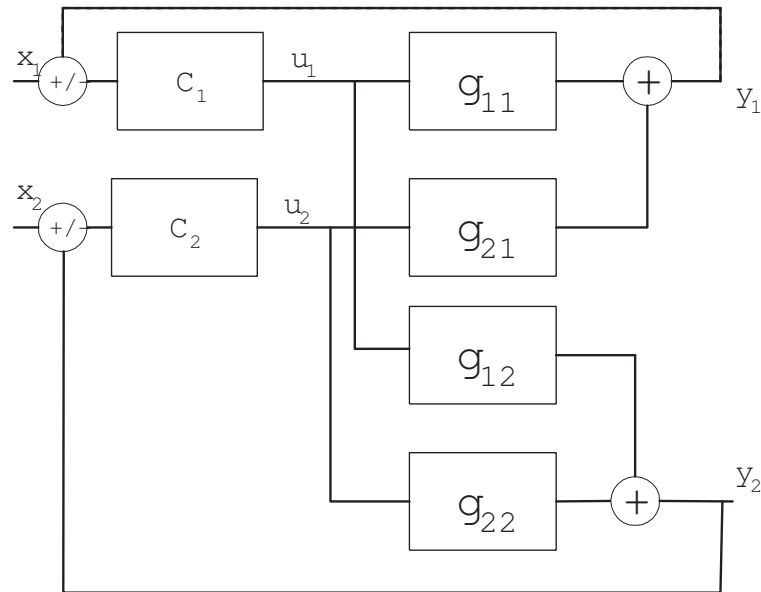 x₁ +/- C₁ u₁ g₁₁ + y₁
x₂ +/- C₂ u₂ g₂₁
g₁₂
g₂₂ + y₂